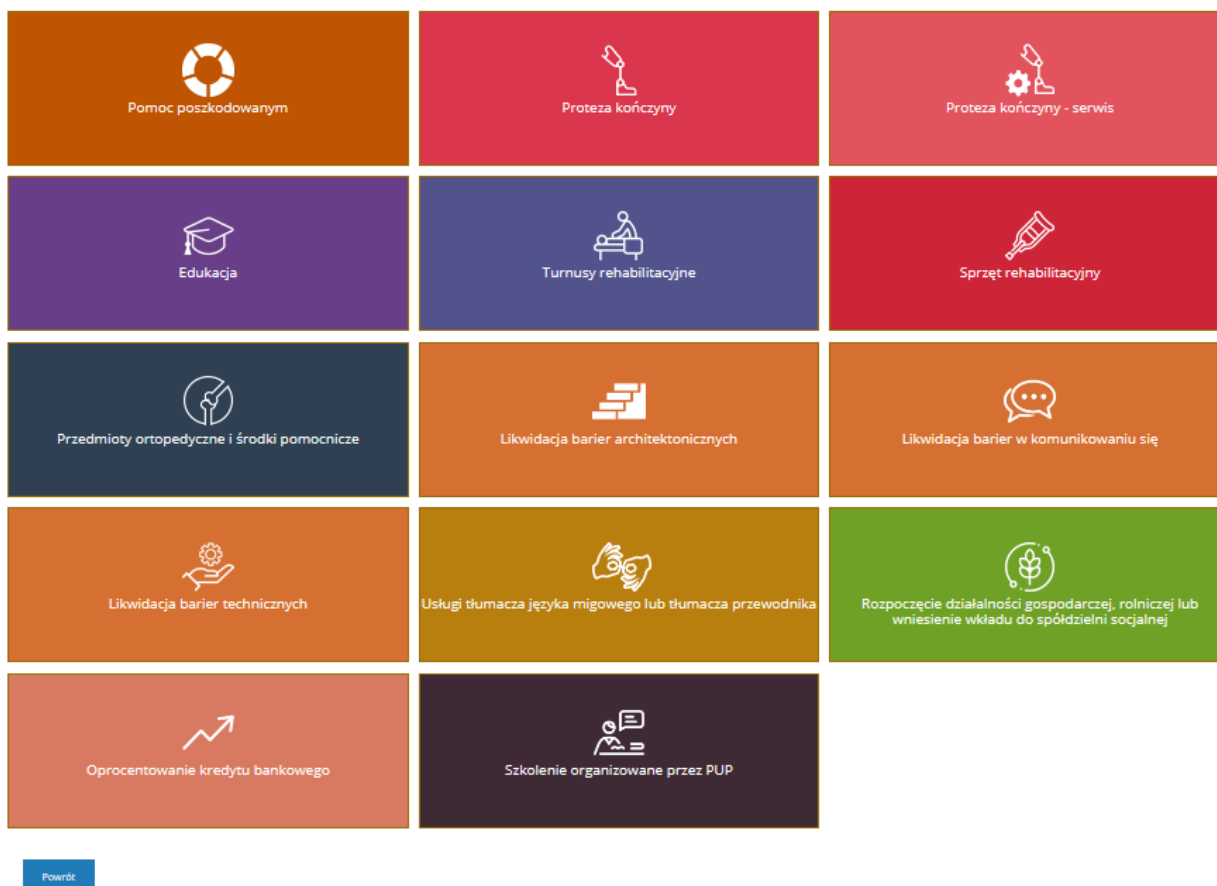 Pomoc poszkodowanym
Proteza kończyny
Proteza kończyny - serwis
Edukacja
Turnusy rehabilitacyjne
Sprzęt rehabilitacyjny
Przedmioty ortopedyczne i środki pomocnicze
Likwidacja barier architektonicznych
Likwidacja barier w komunikowaniu się
Likwidacja barier technicznych
Usługi tłumacza języka migowego lub tłumacza przewodnika
Rozpoczęcie działalności gospodarczej, rolniczej lub
wniesienie wkładu do spółdzielni socjalnej
Oprocentowanie kredytu bankowego
Szkolenie organizowane przez PUP
Powrót